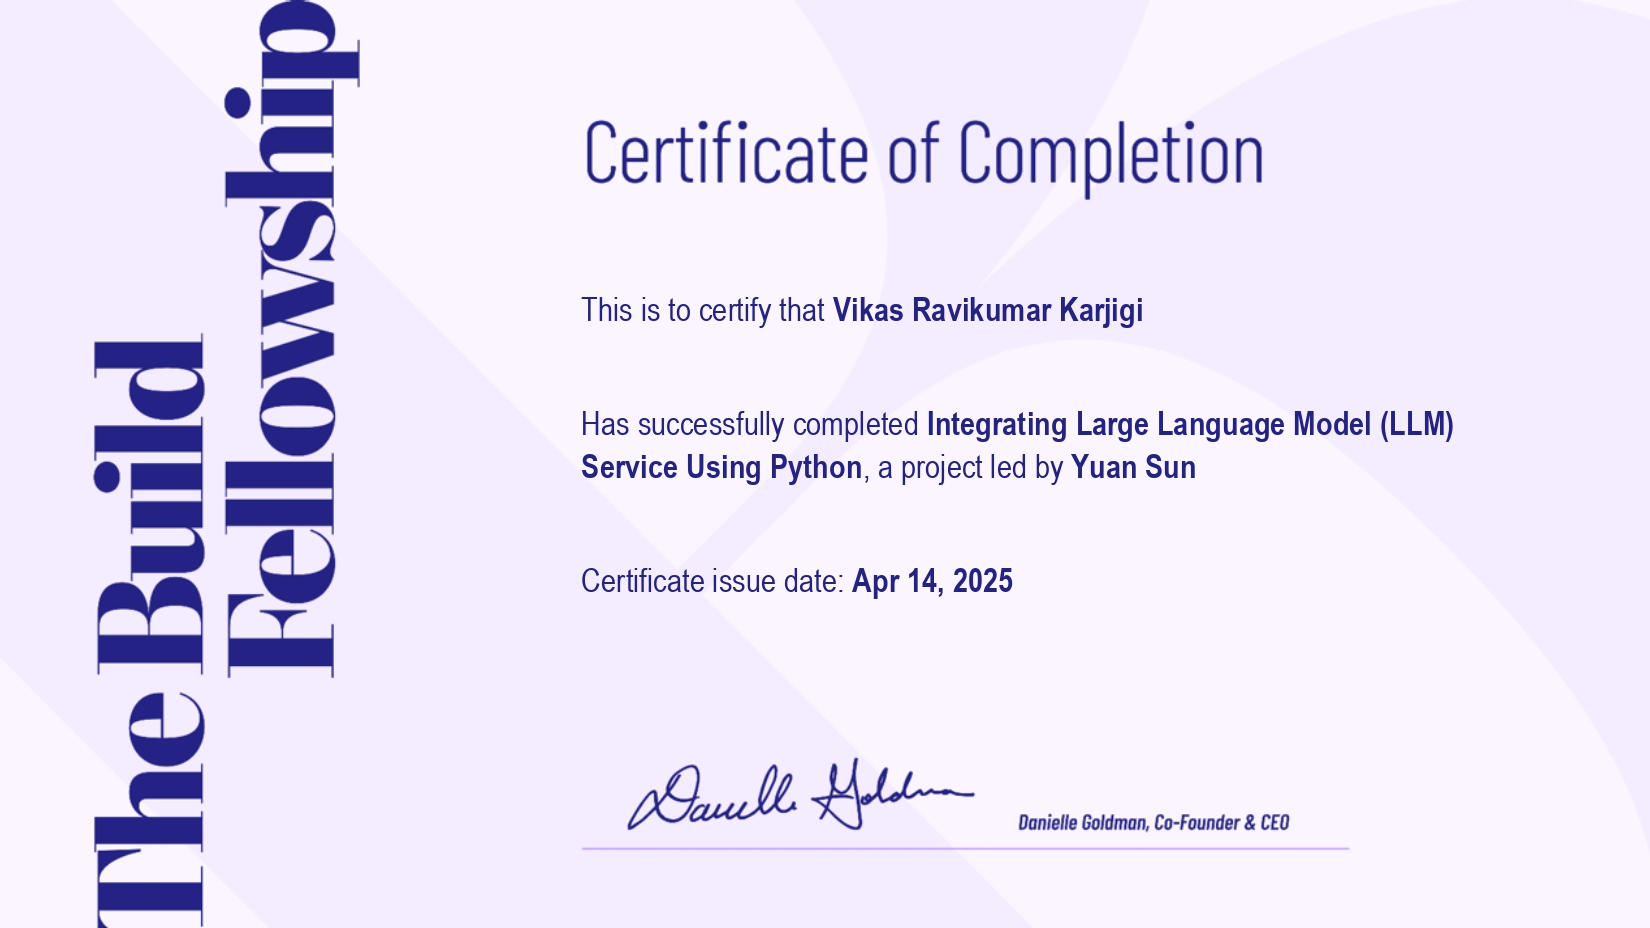 The Build
Fellowship
Certificate of Completion
This is to certify that Vikas Ravikumar Karjigi
Has successfully completed Integrating Large Language Model (LLM)
Service Using Python, a project led by Yuan Sun
Certificate issue date: Apr 14, 2025
Danielle Goldman
Danielle Goldman, Co-Founder & CEO